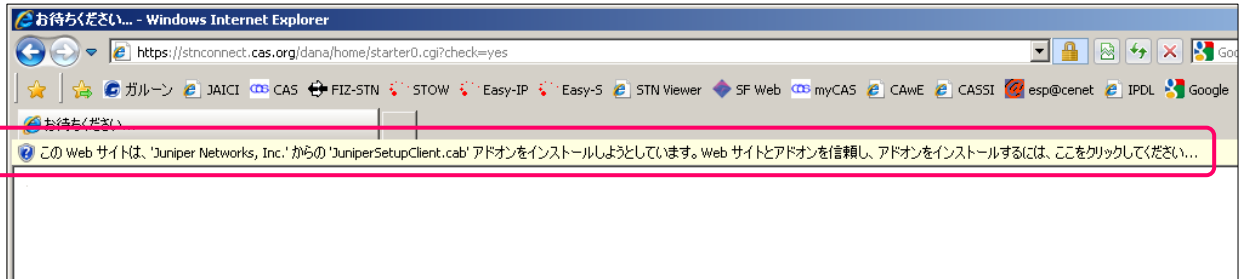 お待ちください... - Windows Internet Explorer
https://stnconnect.cas.org/dana/home/starter0.cgi?check=yes
ガルーン JAICI CAS FIZ-STN STOW Easy-IP Easy-S STN Viewer SF Web myCAS CAwE CASSI esp@cenet IPDL Google
お待ちください...
この Web サイトは、'Juniper Networks, Inc.' からの 'JuniperSetupClient.cab' アドオンをインストールしようとしています。Web サイトとアドオンを信頼し、アドオンをインストールするには、ここをクリックしてください...